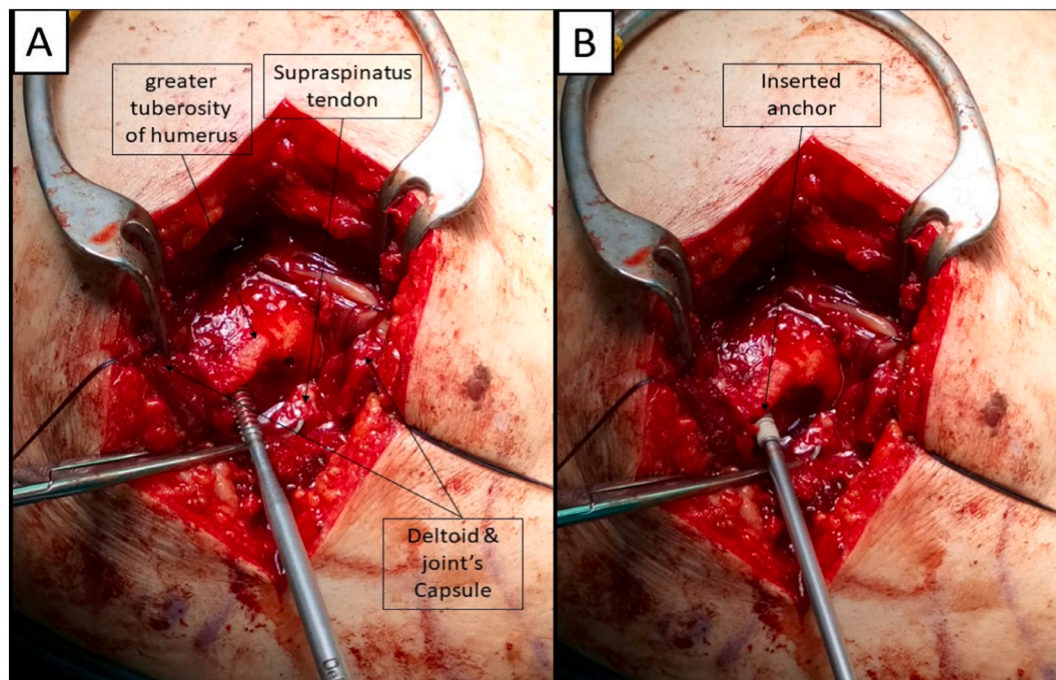 A
greater
tuberosity
of humerus
Supraspinatus
tendon
Deltoid &
joint's
Capsule
B
Inserted
anchor